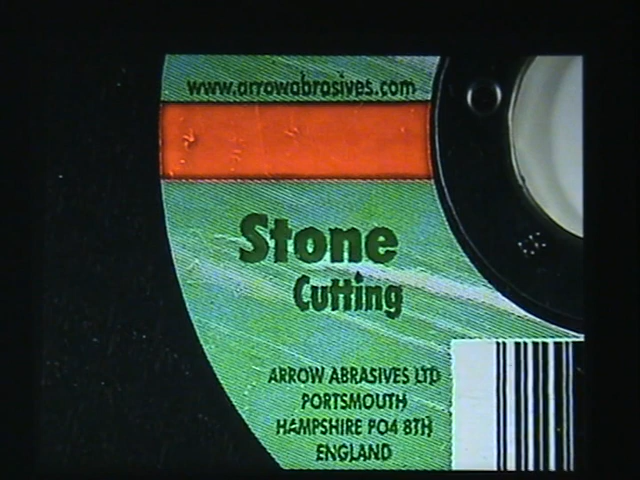 www.arrowabrasives.com
Stone
Cutting
ARROW ABRASIVES LTD
PORTSMOUTH
HAMPSHIRE PO4 8TH
ENGLAND